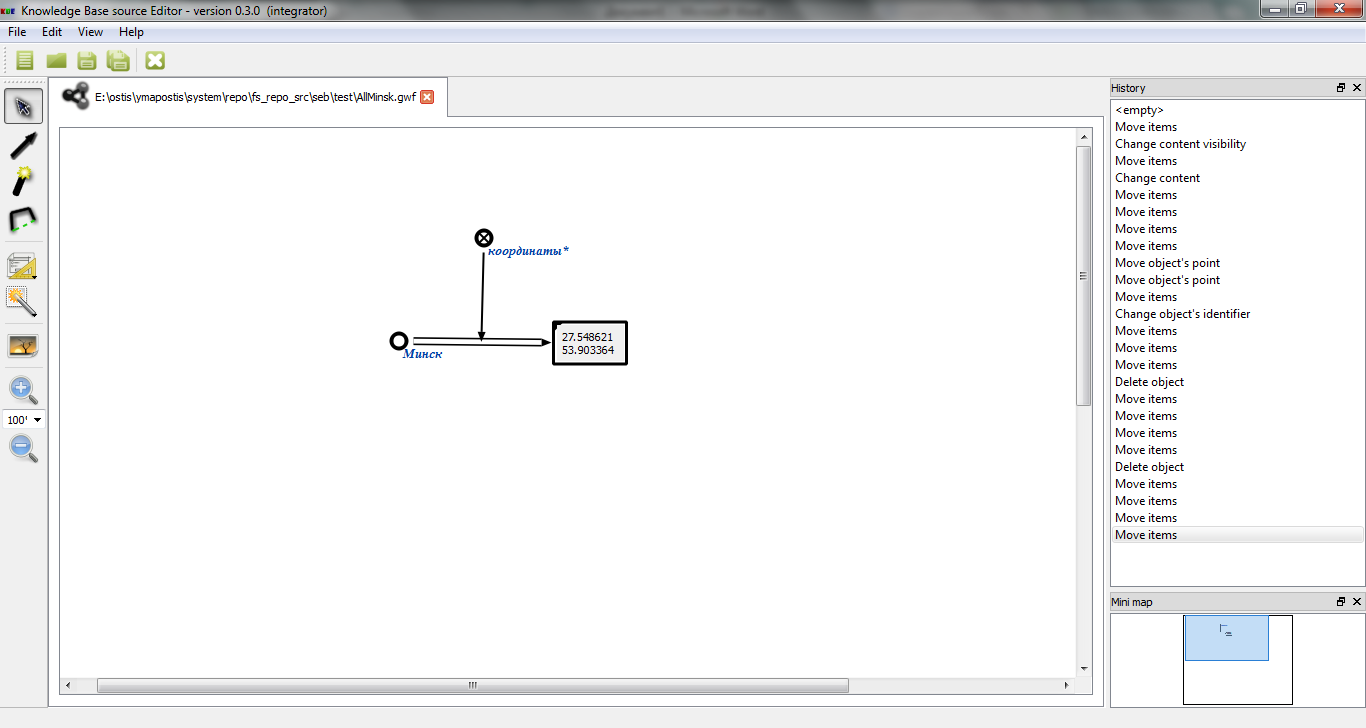 KBE Knowledge Base source Editor - version 0.3.0 (integrator)
File Edit View Help
E:\ostis\ymapostis\system\repo\fs_repo_src\seb\test\AllMinsk.gwf
координаты*
Минск
27.548621
53.903364
100%
History
<empty>
Move items
Change content visibility
Move items
Change content
Move items
Move items
Move items
Move items
Move object's point
Move object's point
Move items
Change object's identifier
Move items
Move items
Move items
Delete object
Move items
Move items
Move items
Move items
Delete object
Move items
Move items
Move items
Move items
Mini map